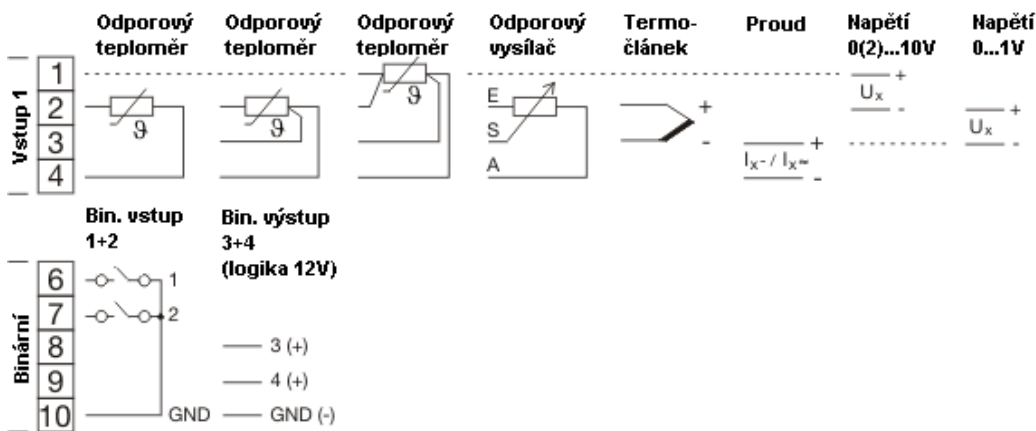 Odporový teploměr
Odporový teploměr
Odporový teploměr
Odporový vysílač
Termo-článek
Proud
Napětí 0(2)...10V
Napětí 0...1V
Vstup 1
1
2
3
4
ϑ
ϑ
ϑ
E
S
A
+
-
+
Ix- / Ix≂
-
+
Ux
-
+
Ux
-
Bin. vstup
1+2
Bin. výstup
3+4
(logika 12V)
Binární
6
7
8
9
10
1
2
GND
3 (+)
4 (+)
GND (-)